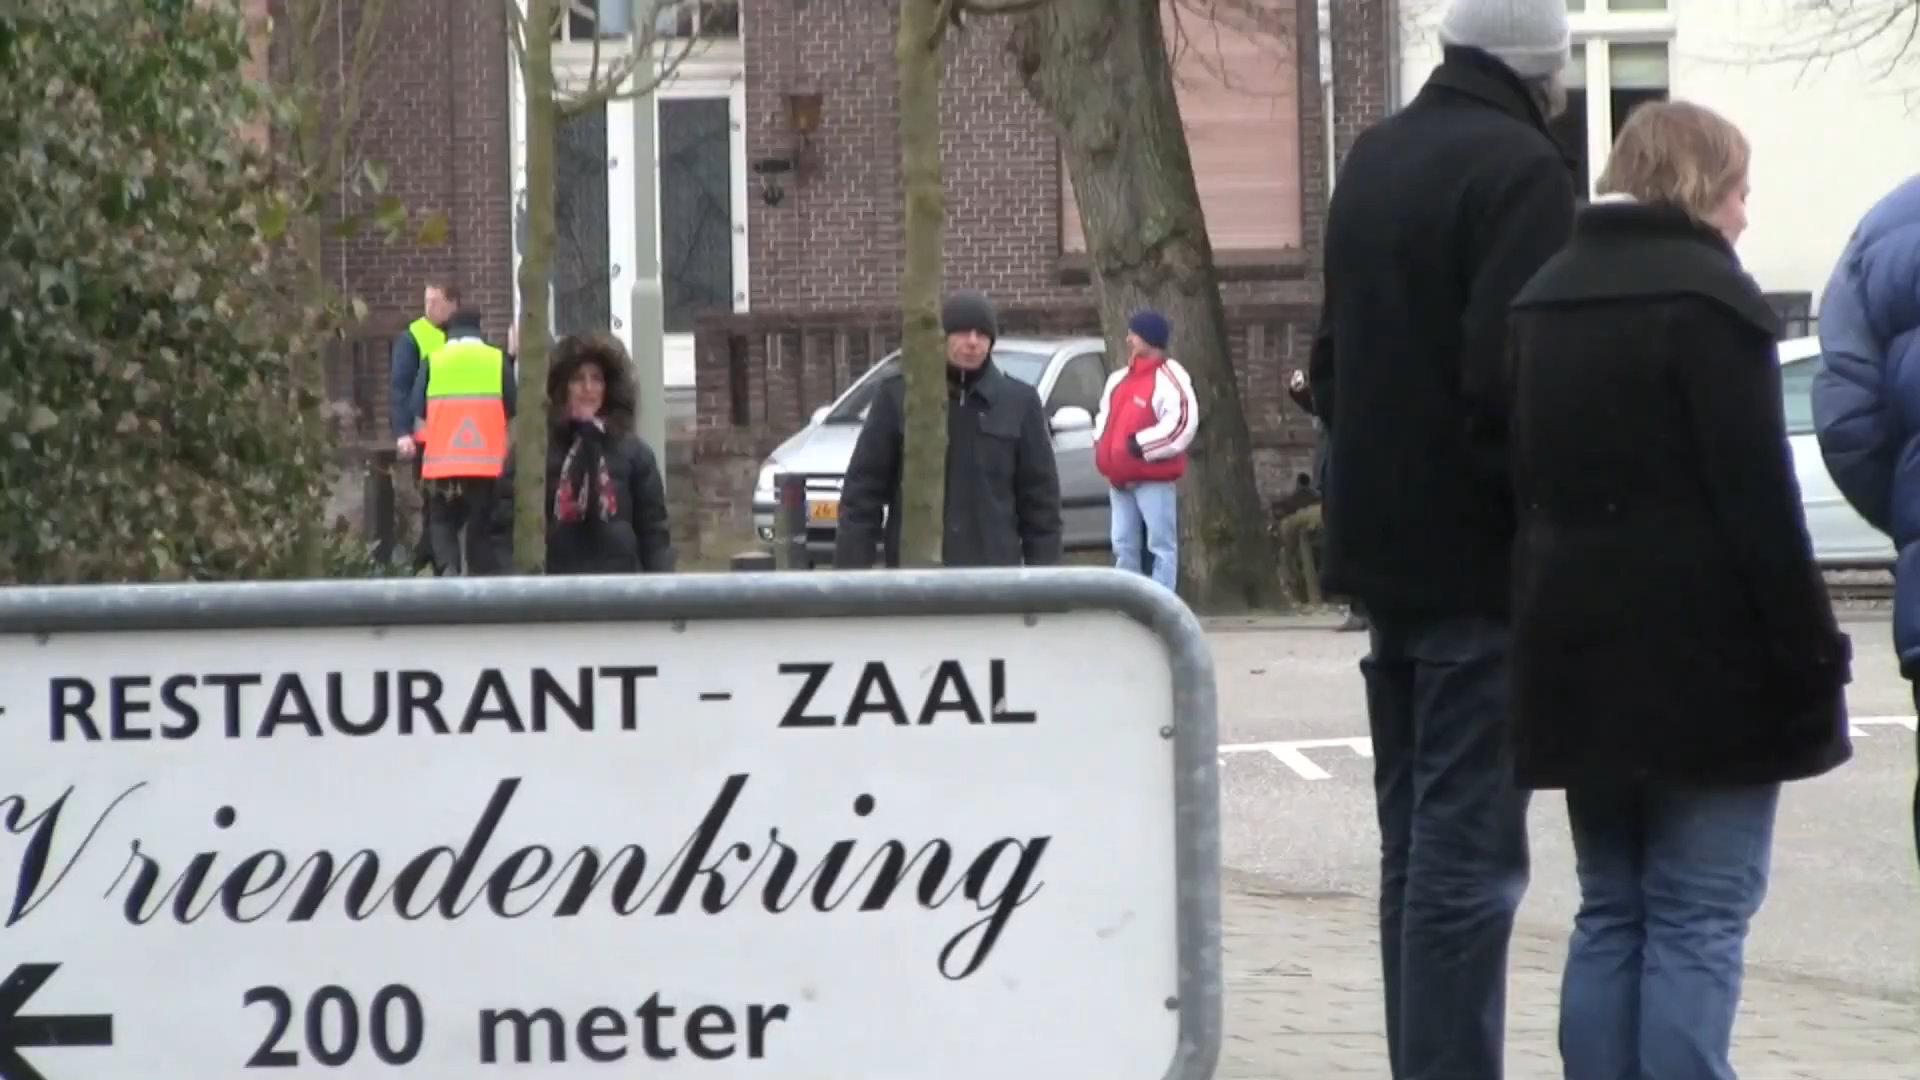 - RESTAURANT - ZAAL
Vriendenkring
200 meter